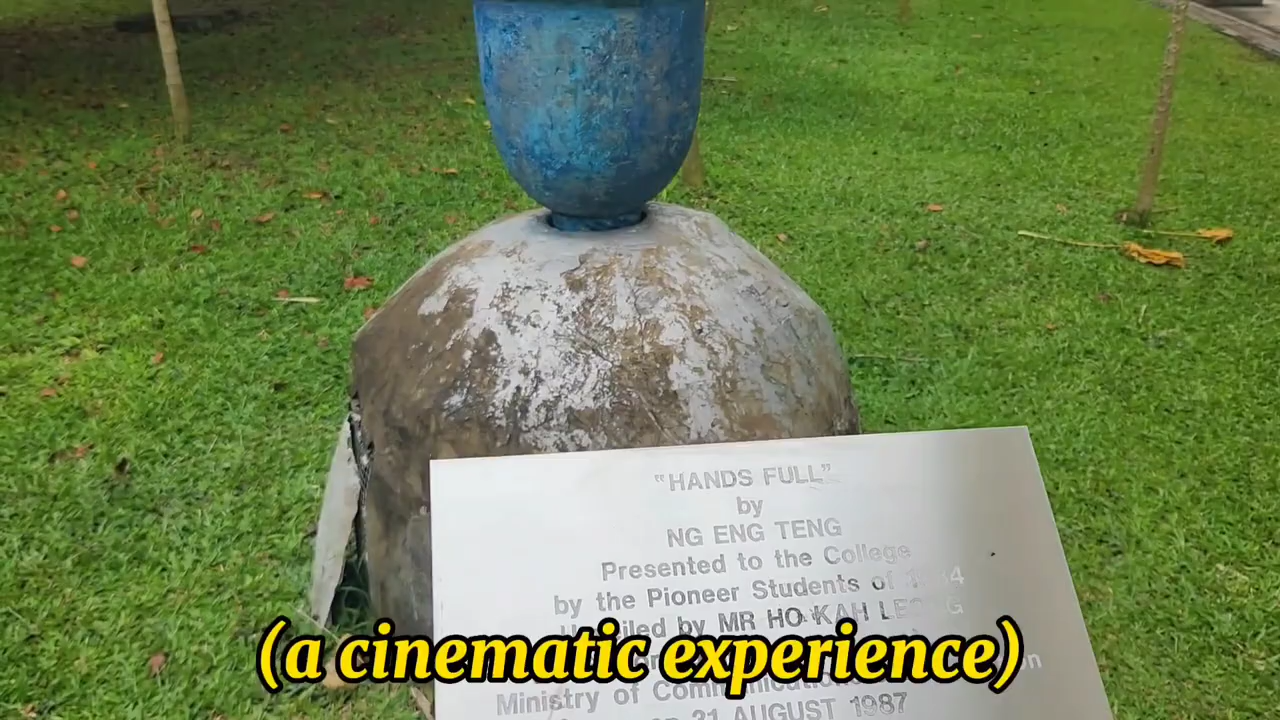 "HANDS FULL"
by
NG ENG TENG
Presented to the College
by the Pioneer Students of
by MR HO KAH
Ministry of
21 AUGUST 1987
(a cinematic experience)